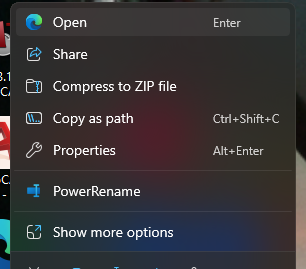 Open Enter
Share
Compress to ZIP file
Copy as path Ctrl+Shift+C
Properties Alt+Enter
PowerRename
Show more options